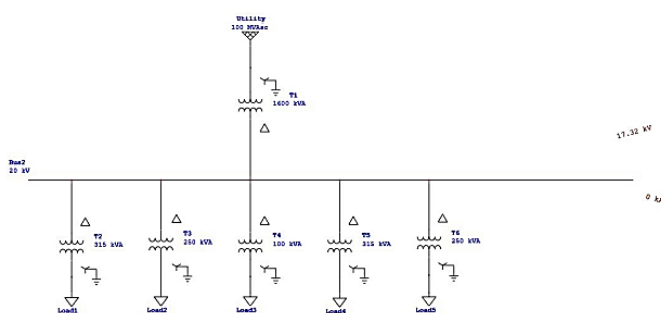 Utility
100 MVAsc
T1
1600 kVA
17.32 kV
Bus2
20 kV
0 kA
T2
315 kVA
T3
250 kVA
T4
100 kVA
T5
315 kVA
T6
250 kVA
Load1
Load2
Load3
Load4
Load5